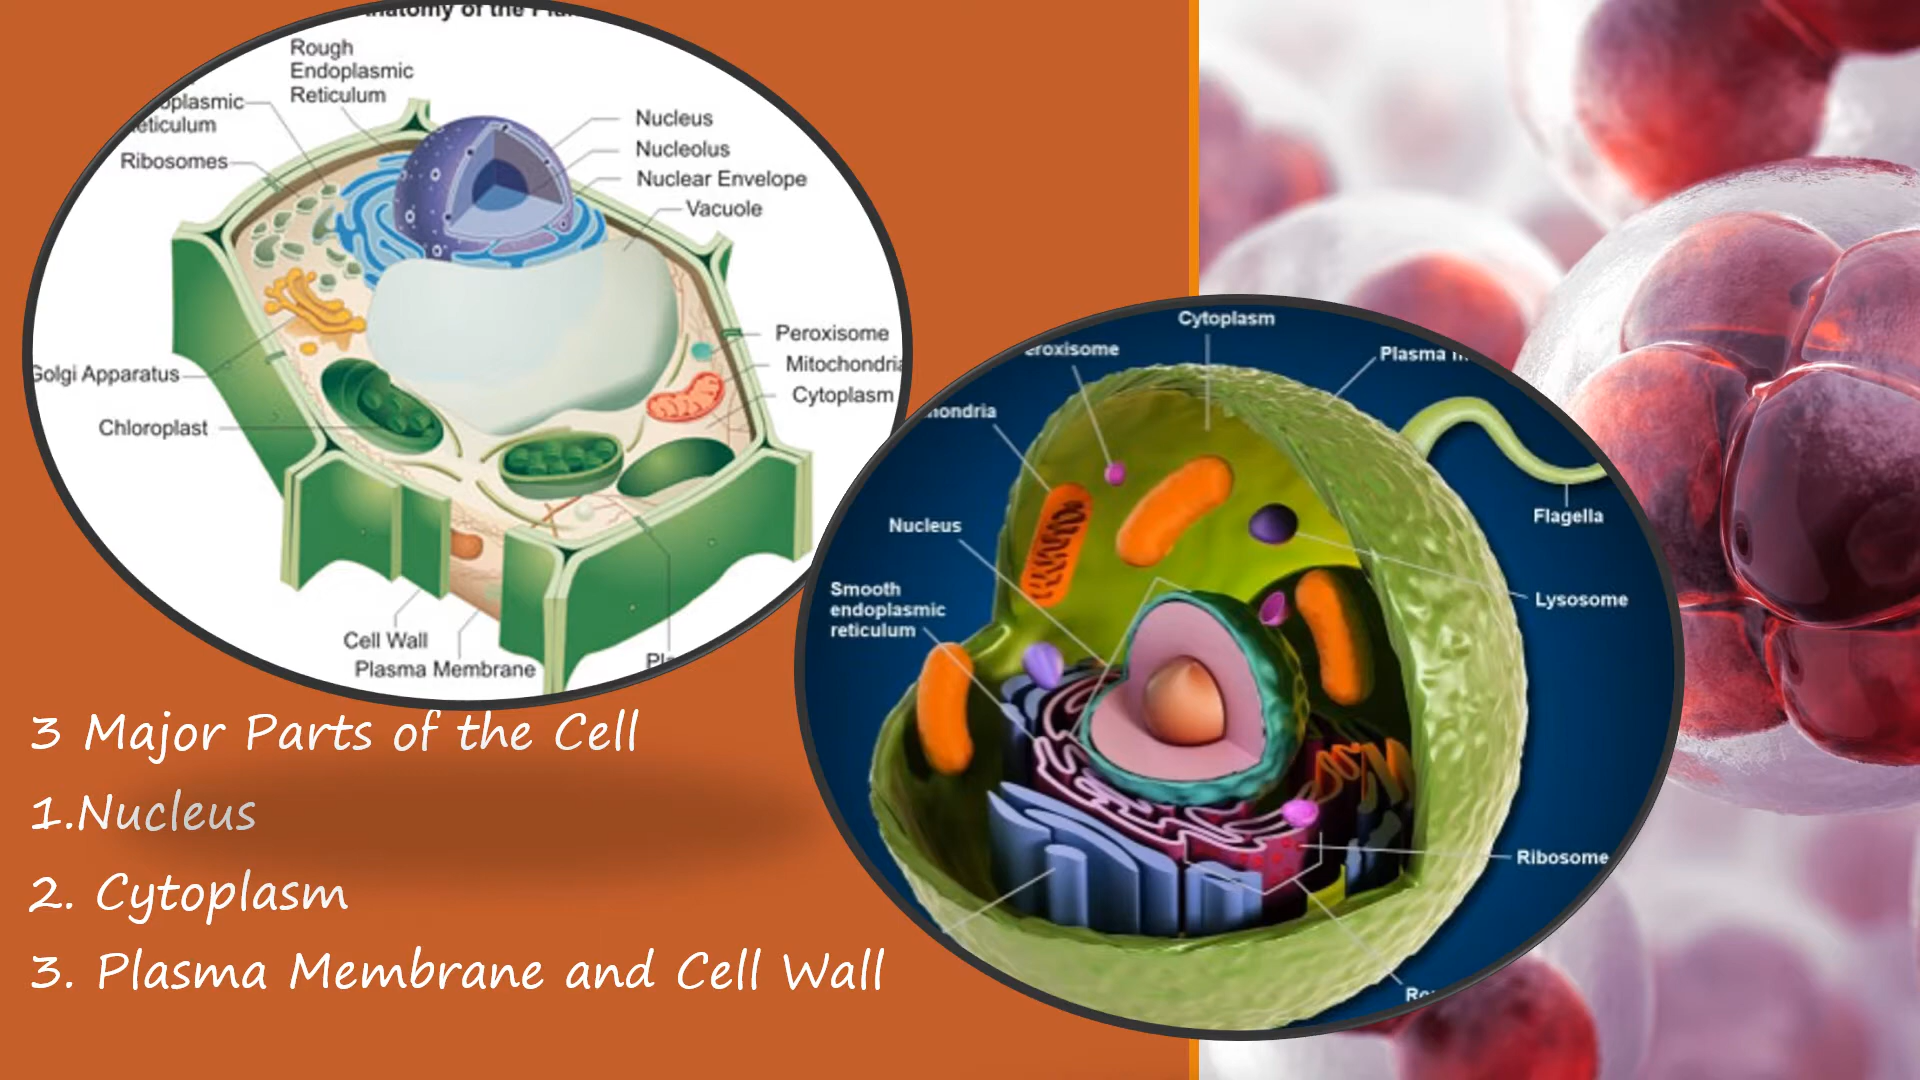 Rough
Endoplasmic
Reticulum
Ribosomes
Golgi Apparatus
Chloroplast
Nucleus
Nucleolus
Nuclear Envelope
Vacuole
Peroxisome
Mitochondria
Cytoplasm
Cell Wall
Plasma Membrane
Cytoplasm
Plasma
Nucleus
Smooth
endoplasmic
reticulum
Flagella
Lysosome
Ribosome
3 Major Parts of the Cell
1.Nucleus
2. Cytoplasm
3. Plasma Membrane and Cell Wall